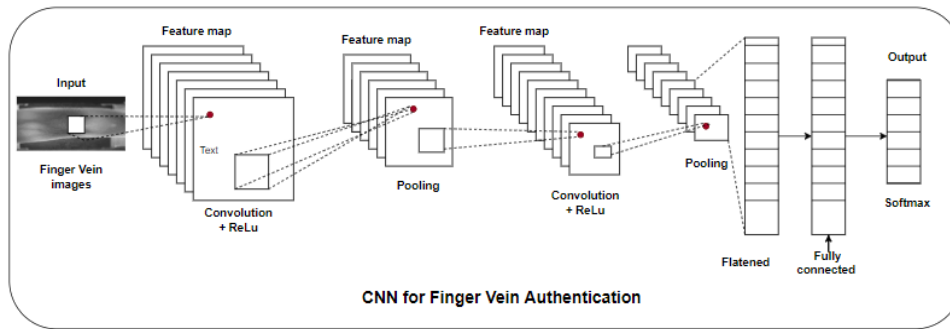 Feature map
Feature map
Feature map
Input
Output
Text
Finger Vein
images
Pooling
Pooling
Convolution
+ ReLu
Convolution
+ ReLu
Softmax
Flatened
Fully
connected
CNN for Finger Vein Authentication